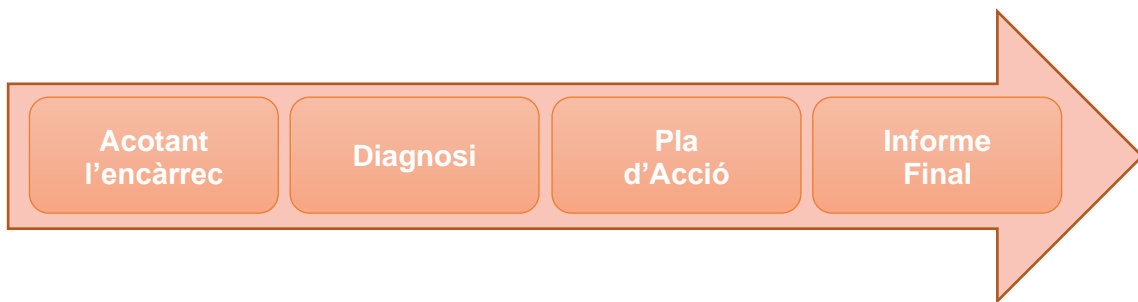 Acotant
l’encàrrec
Diagnosi
Pla
d’Acció
Informe
Final